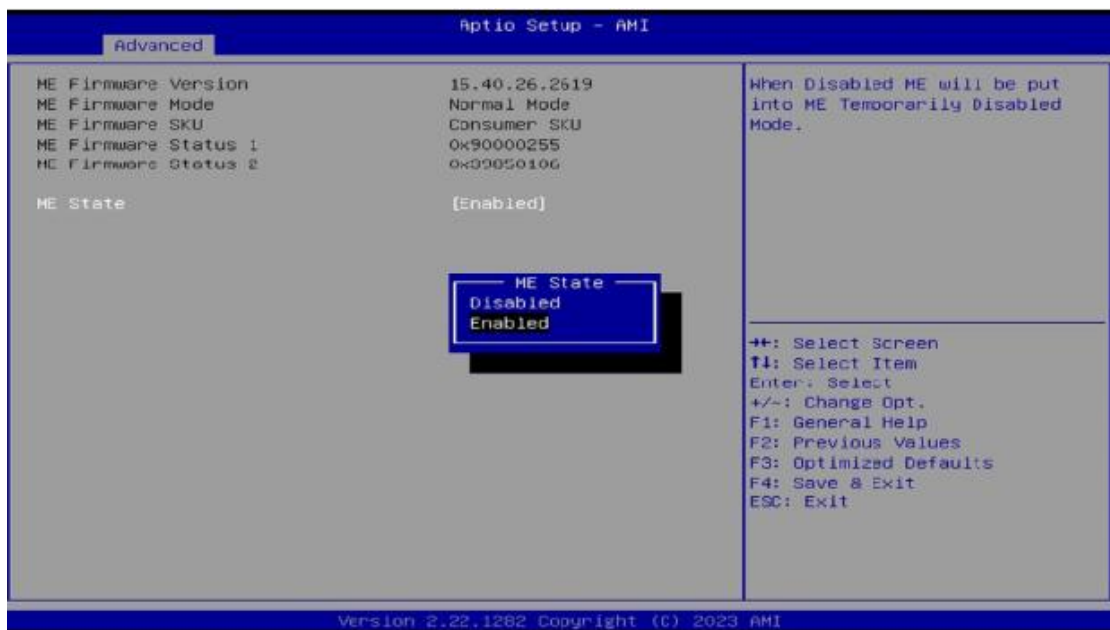 Aptio Setup - AMI
Advanced
ME Firmware Version 15.40.26.2619
ME Firmware Mode Normal Mode
ME Firmware SKU Consumer SKU
ME Firmware Status 1 0x90000255
ME Firmware Status 2
ME State [Enabled]
ME State
Disabled
Enabled
When Disabled ME will be put
into ME Temporarily Disabled
Mode.
→←: Select Screen
↑↓: Select Item
Enter: Select
+/-: Change Opt.
F1: General Help
F2: Previous Values
F3: Optimized Defaults
F4: Save & Exit
ESC: Exit
Version 2.22.1282 Copyright (C) 2023 AMI